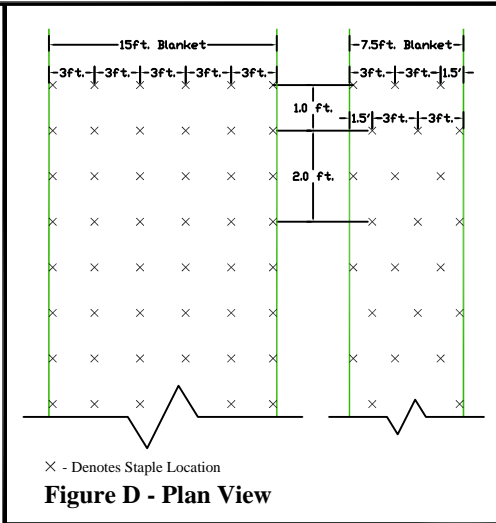 15ft. Blanket 7.5ft. Blanket
3ft. 3ft. 3ft. 3ft. 3ft. 3ft. 3ft. 1.5'
1.0 ft.
1.5' 3ft. 3ft.
2.0 ft.
× - Denotes Staple Location
Figure D - Plan View